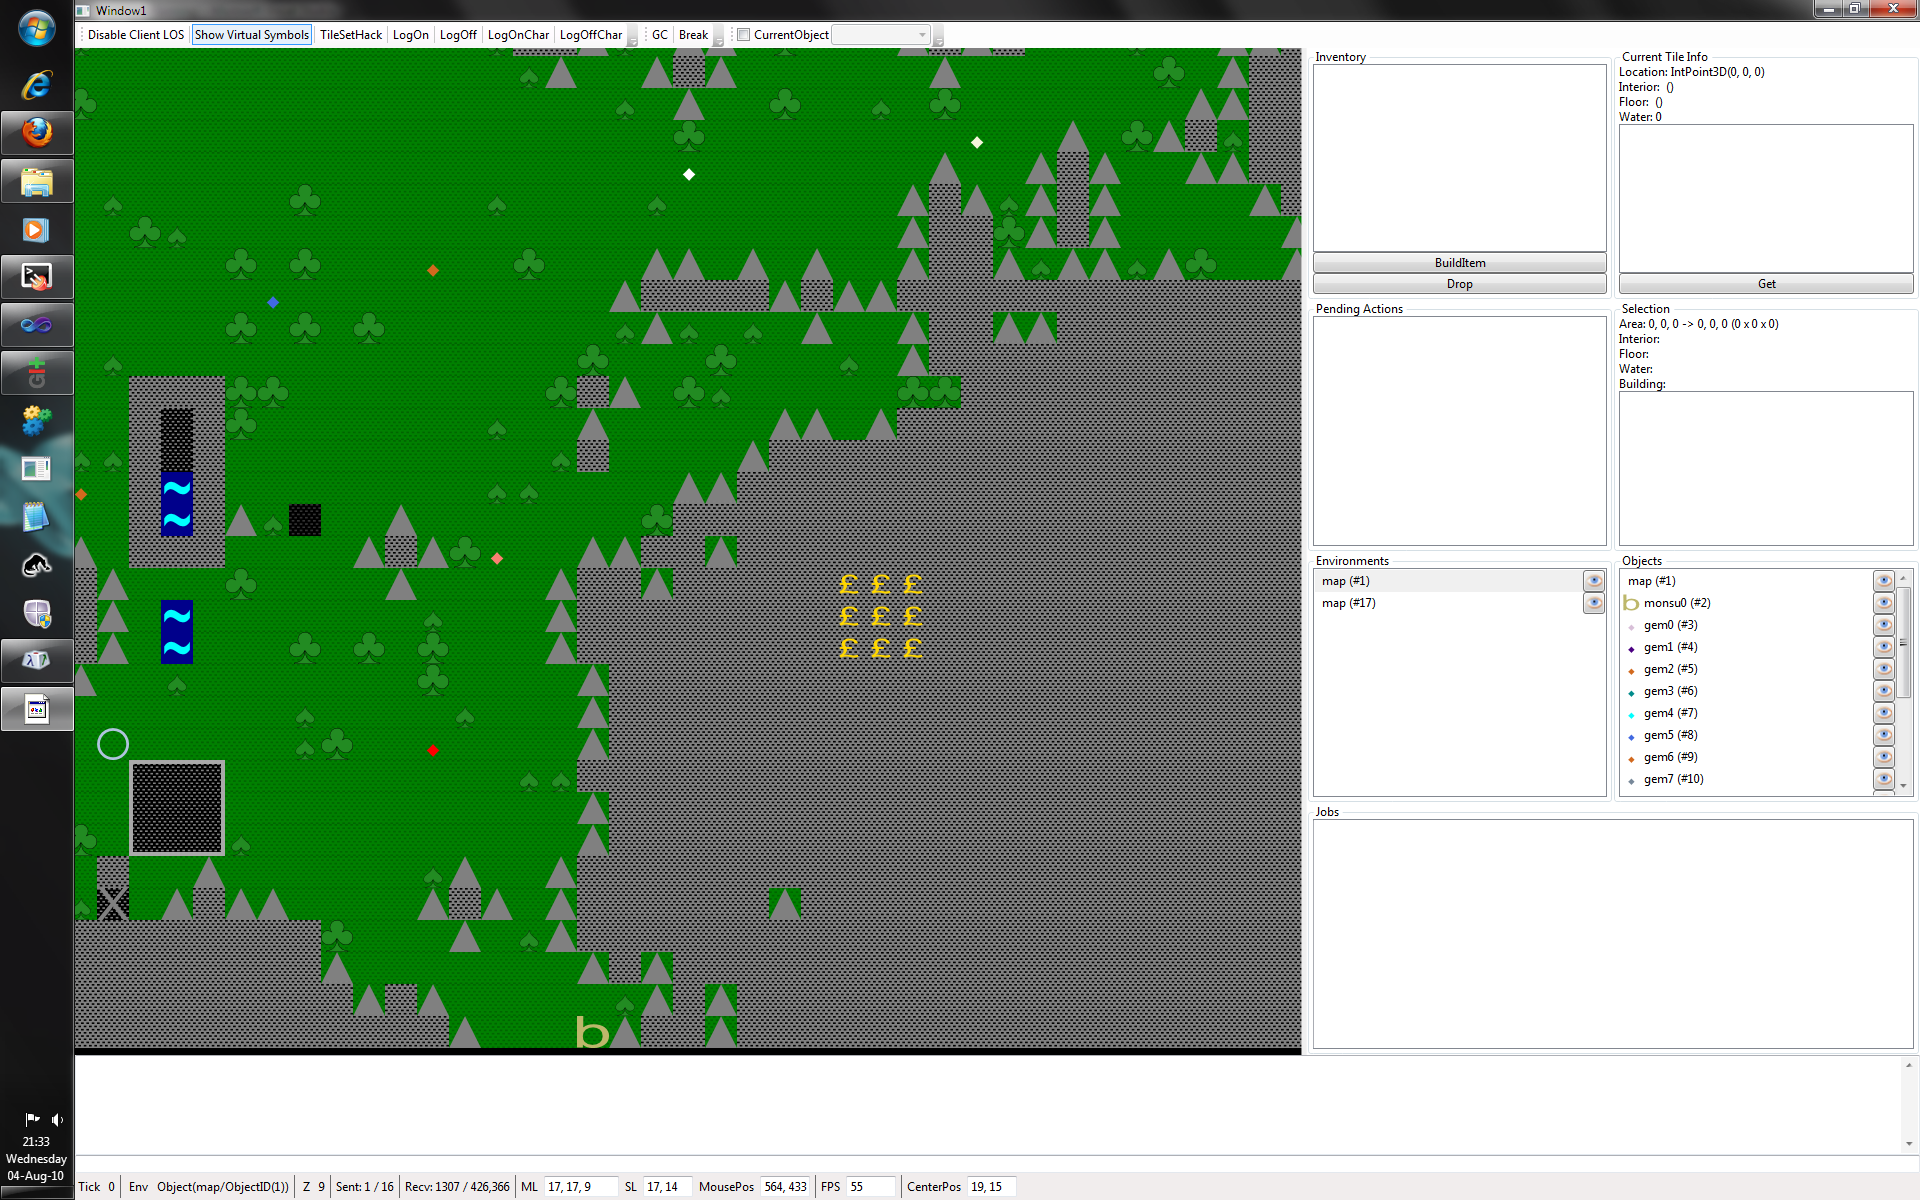 Window1
Disable Client LOS Show Virtual Symbols TileSetHack LogOn LogOff LogOnChar LogOffChar GC Break CurrentObject
Inventory
BuildItem
Drop
Current Tile Info
Location: IntPoint3D(0, 0, 0)
Interior: ()
Floor: ()
Water: 0
Get
Pending Actions
Selection
Area: 0, 0, 0 -> 0, 0, 0 (0 x 0 x 0)
Interior:
Floor:
Water:
Building:
Environments
map (#1)
map (#17)
Objects
map (#1)
b monsu0 (#2)
gem0 (#3)
gem1 (#4)
gem2 (#5)
gem3 (#6)
gem4 (#7)
gem5 (#8)
gem6 (#9)
gem7 (#10)
Jobs
£ £ £
£ £ £
£ £ £
b
git
21:33
Wednesday
04-Aug-10
Tick 0 Env Object(map/ObjectID(1)) Z 9 Sent: 1 / 16 Recv: 1307 / 426,366 ML 17, 17, 9 SL 17, 14 MousePos 564, 433 FPS 55 CenterPos 19, 15